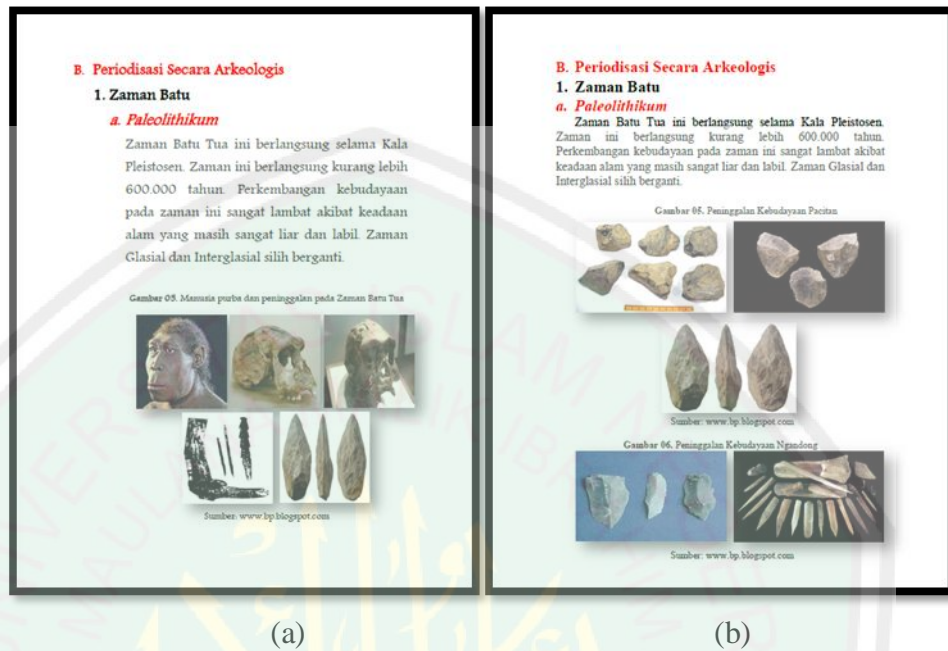 B. Periodisasi Secara Arkeologis
1. Zaman Batu
a. Paleolithikum
Zaman Batu Tua ini berlangsung selama Kala
Pleistosen. Zaman ini berlangsung kurang lebih
600.000 tahun. Perkembangan kebudayaan
pada zaman ini sangat lambat akibat keadaan
alam yang masih sangat liar dan labil. Zaman
Glasial dan Interglasial silih berganti.
Gambar 05. Manusia purba dan peninggalan pada Zaman Batu Tua
Sumber: www.bp.blogspot.com
(a)
B. Periodisasi Secara Arkeologis
1. Zaman Batu
a. Paleolithikum
Zaman Batu Tua ini berlangsung selama Kala Pleistosen.
Zaman ini berlangsung kurang lebih 600.000 tahun.
Perkembangan kebudayaan pada zaman ini sangat lambat akibat
keadaan alam yang masih sangat liar dan labil. Zaman Glasial dan
Interglasial silih berganti.
Gambar 05. Peninggalan Kebudayaan Pacitan
Sumber: www.bp.blogspot.com
Gambar 06. Peninggalan Kebudayaan Ngandong
Sumber: www.bp.blogspot.com
(b)